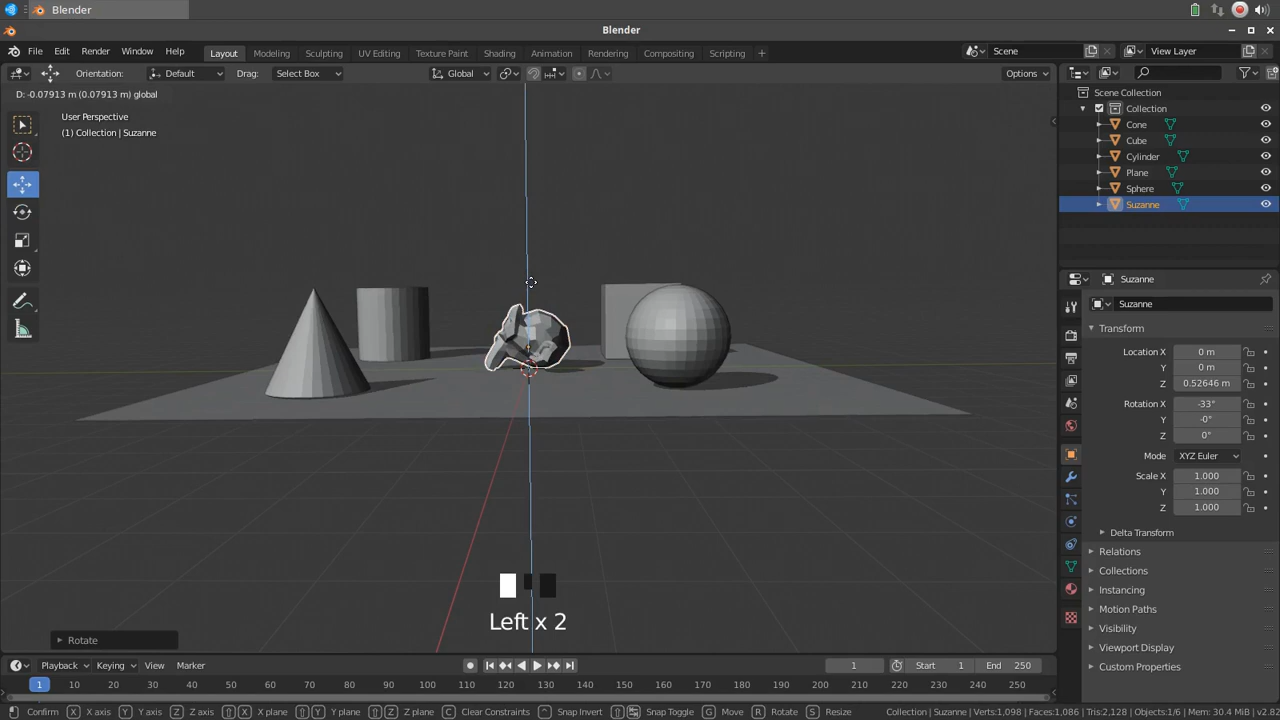 Blender
Blender
File Edit Render Window Help
Layout Modeling Sculpting UV Editing Texture Paint Shading Animation Rendering Compositing Scripting
Scene
View Layer
Orientation: Default Drag: Select Box Global Options
D: -0.07913 m (0.07913 m) global
User Perspective
(1) Collection | Suzanne
Scene Collection
Collection
Cone
Cube
Cylinder
Plane
Sphere
Suzanne
Suzanne
Suzanne
Transform
Location X 0 m
Y 0 m
Z 0.52646 m
Rotation X -33°
Y -0°
Z 0°
Mode XYZ Euler
Scale X 1.000
Y 1.000
Z 1.000
Delta Transform
Relations
Collections
Instancing
Motion Paths
Visibility
Viewport Display
Custom Properties
Left x 2
Rotate
Playback Keying View Marker 1 Start 1 End 250
1 10 20 30 40 50 60 70 80 90 100 110 120 130 140 150 160 170 180 190 200 210 220 230 240 250
Confirm X X axis Y Y axis Z Z axis X X plane Y Y plane Z Z plane C Clear Constraints Snap Invert Snap Toggle G Move R Rotate S Resize Collection | Suzanne | Verts:1,098 | Faces:1,086 | Tris:2,128 | Objects:1/6 | Mem: 30.4 MiB | v2.82